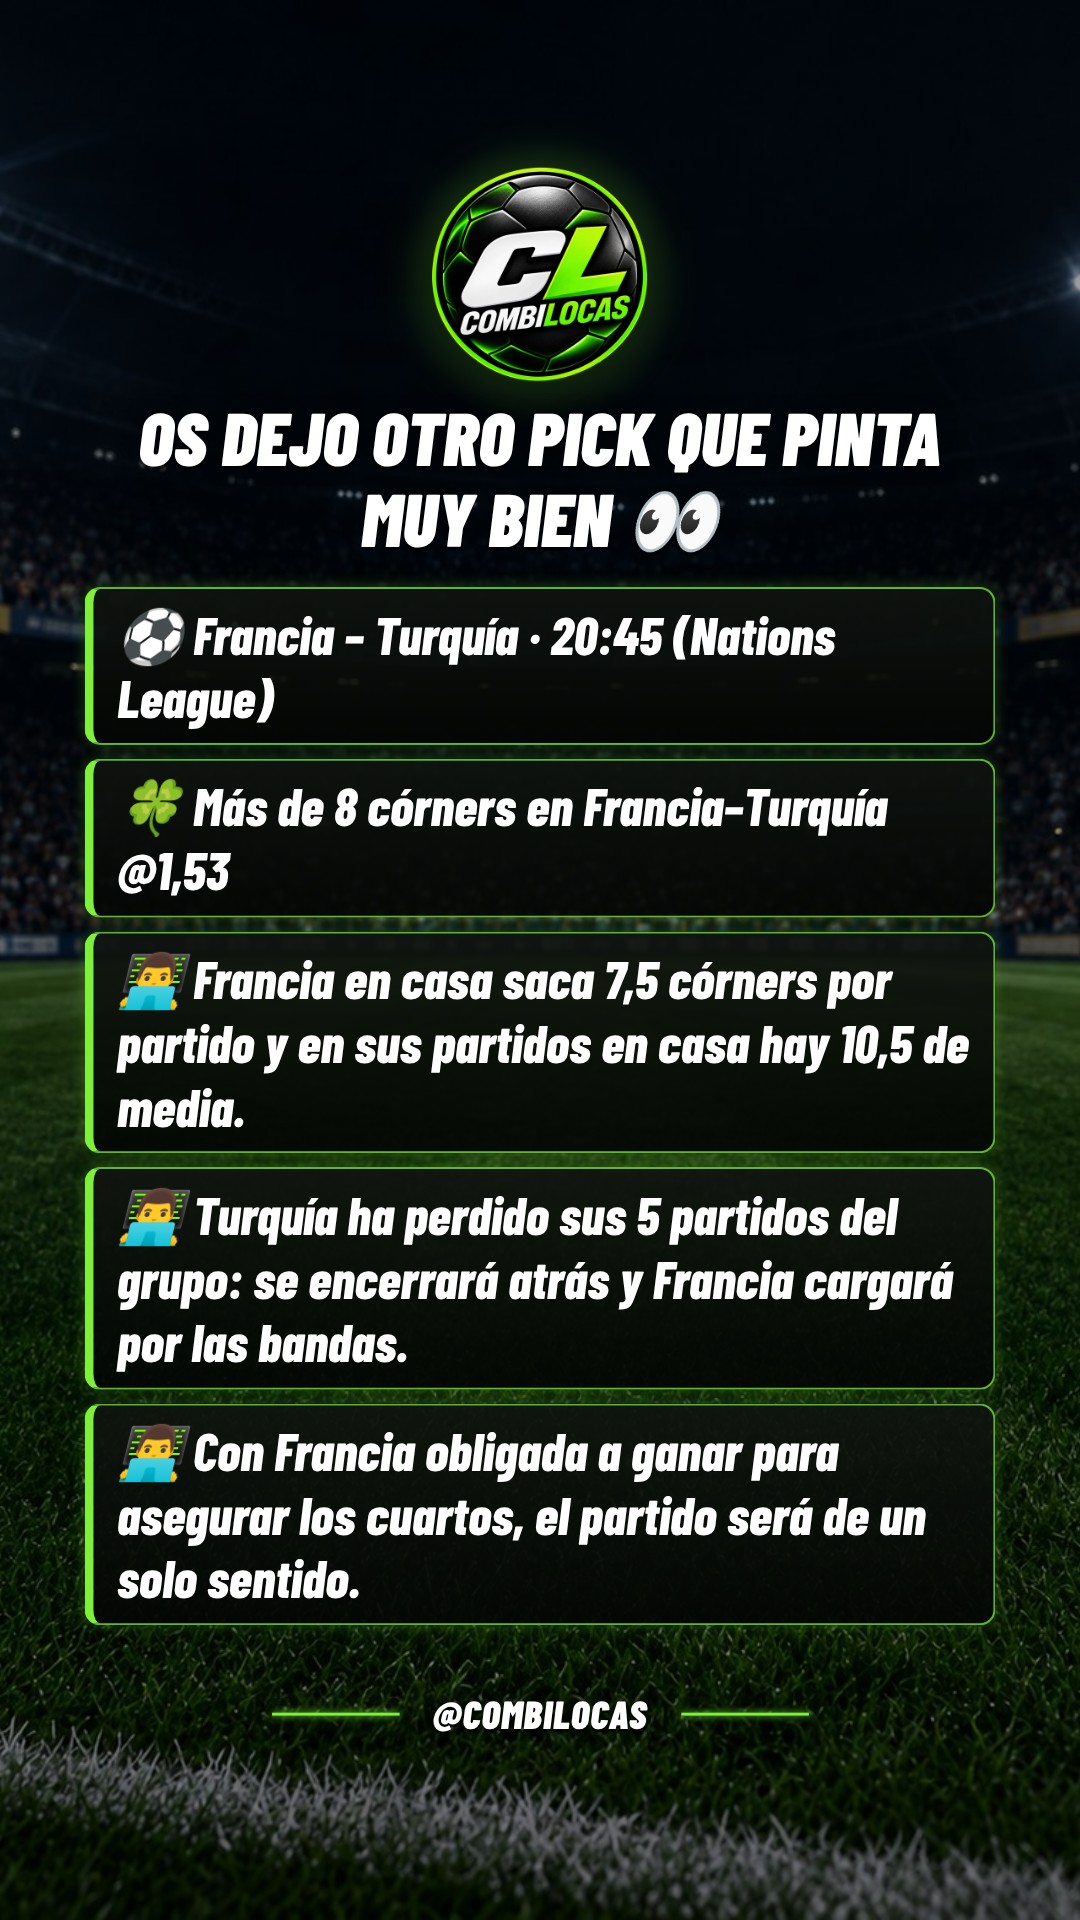 CL
COMBILOCAS
OS DEJO OTRO PICK QUE PINTA
MUY BIEN 👀
⚽ Francia – Turquía · 20:45 (Nations
League)
🍀 Más de 8 córners en Francia–Turquía
@1,53
👨‍💻 Francia en casa saca 7,5 córners por
partido y en sus partidos en casa hay 10,5 de
media.
👨‍💻 Turquía ha perdido sus 5 partidos del
grupo: se encerrará atrás y Francia cargará
por las bandas.
👨‍💻 Con Francia obligada a ganar para
asegurar los cuartos, el partido será de un
solo sentido.
@COMBILOCAS